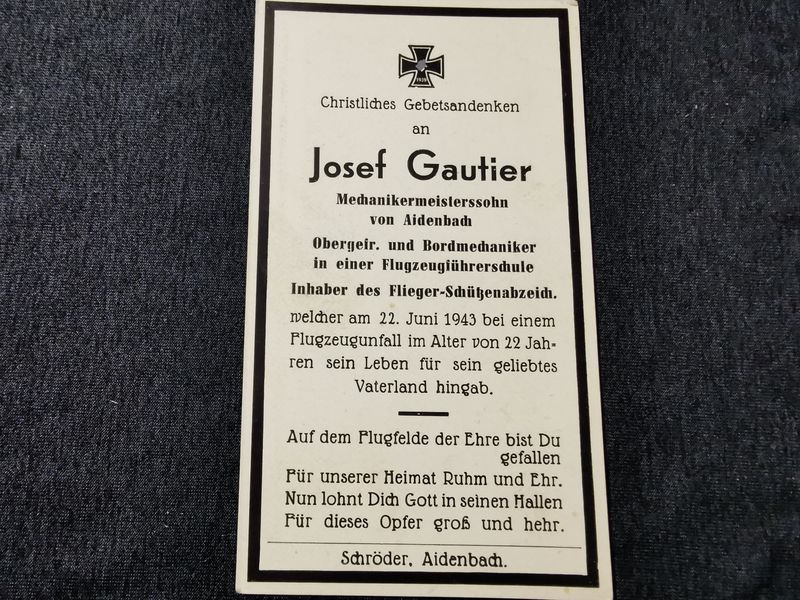 1939
Christliches Gebetsandenken
an
Josef Gautier
Mechanikermeisterssohn
von Aidenbach
Obergefr. und Bordmechaniker
in einer Flugzeugführerschule
Inhaber des Flieger-Schützenabzeich.
welcher am 22. Juni 1943 bei einem
Flugzeugunfall im Alter von 22 Jah-
ren sein Leben für sein geliebtes
Vaterland hingab.
Auf dem Flugfelde der Ehre bist Du
gefallen
Für unserer Heimat Ruhm und Ehr.
Nun lohnt Dich Gott in seinen Hallen
Für dieses Opfer groß und hehr.
Schröder, Aidenbach.